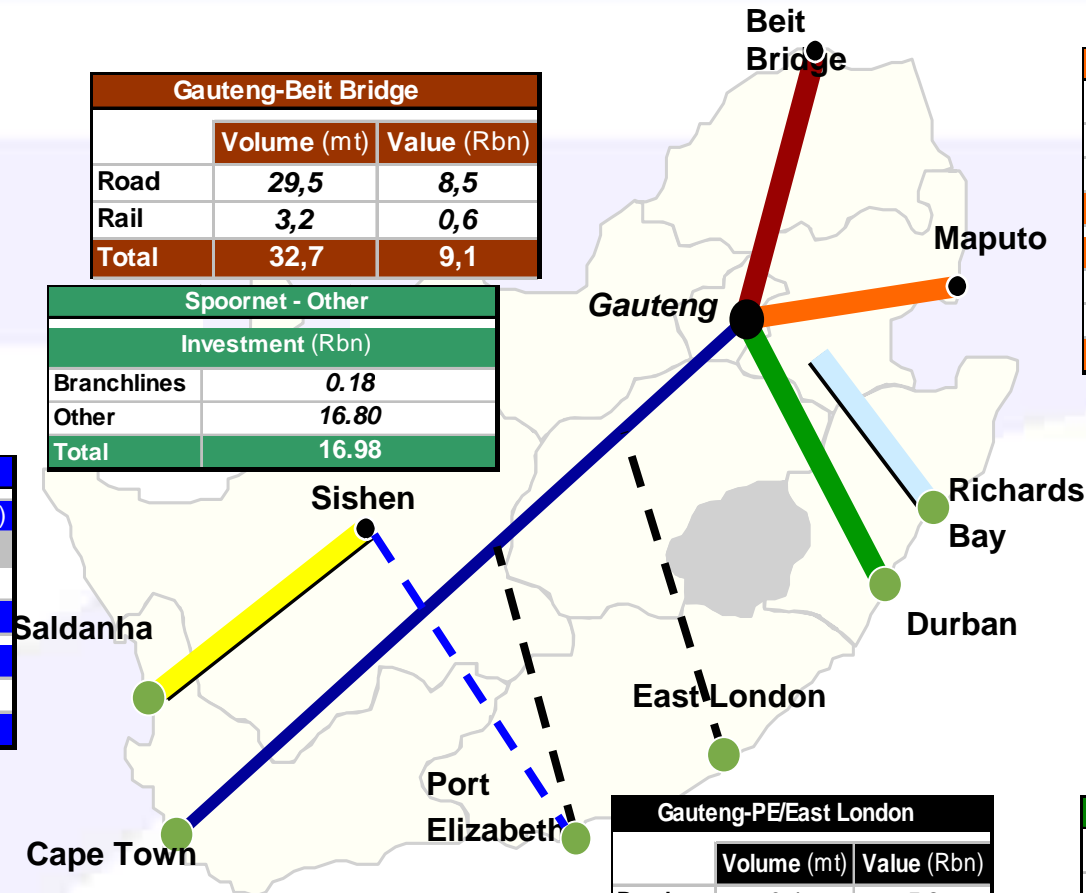 Beit
Bridge
Gauteng-Beit Bridge
Volume (mt) Value (Rbn)
Road 29,5 8,5
Rail 3,2 0,6
Total 32,7 9,1
Maputo
Spoornet - Other
Gauteng
Investment (Rbn)
Branchlines 0.18
Other 16.80
Total 16.98
Sishen
Richards
Bay
)
Saldanha
Durban
East London
Port
Elizabeth
Gauteng-PE/East London
Cape Town
Volume (mt) Value (Rbn)